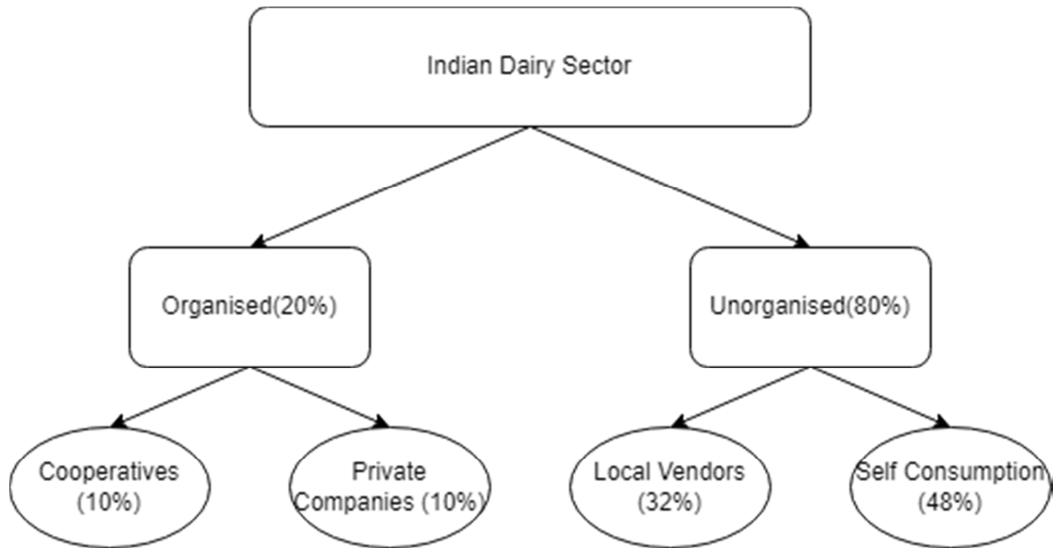 Indian Dairy Sector
Organised(20%)
Unorganised(80%)
Cooperatives
(10%)
Private
Companies (10%)
Local Vendors
(32%)
Self Consumption
(48%)